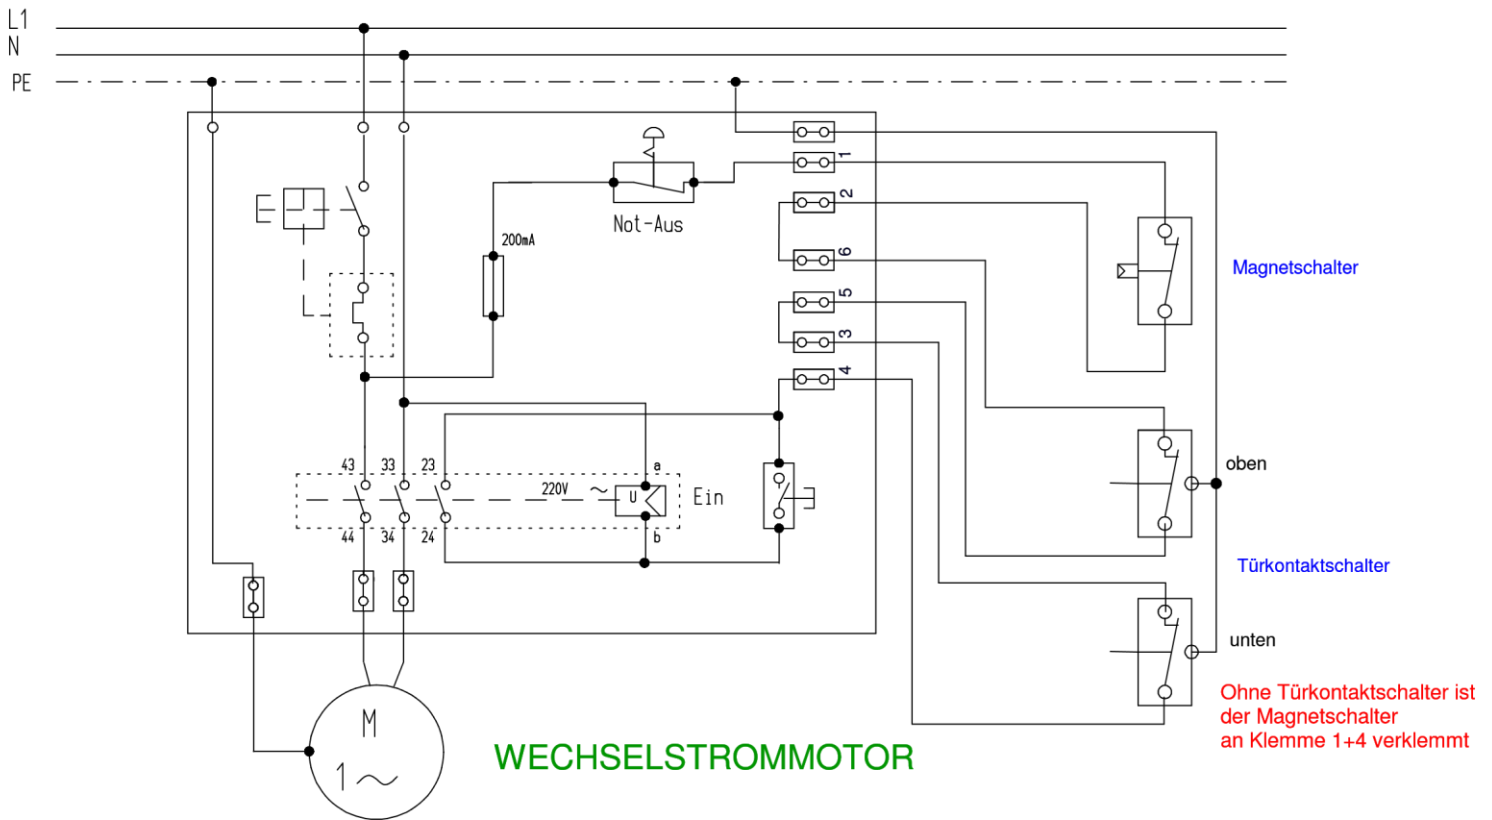 L1
N
PE
1
2
6
5
3
4
Not-Aus
200mA
Magnetschalter
43 33 23
a
220V ~
U
Ein
44 34 24
b
oben
Türkontaktschalter
unten
Ohne Türkontaktschalter ist
der Magnetschalter
an Klemme 1+4 verklemmt
M
1~
WECHSELSTROMMOTOR